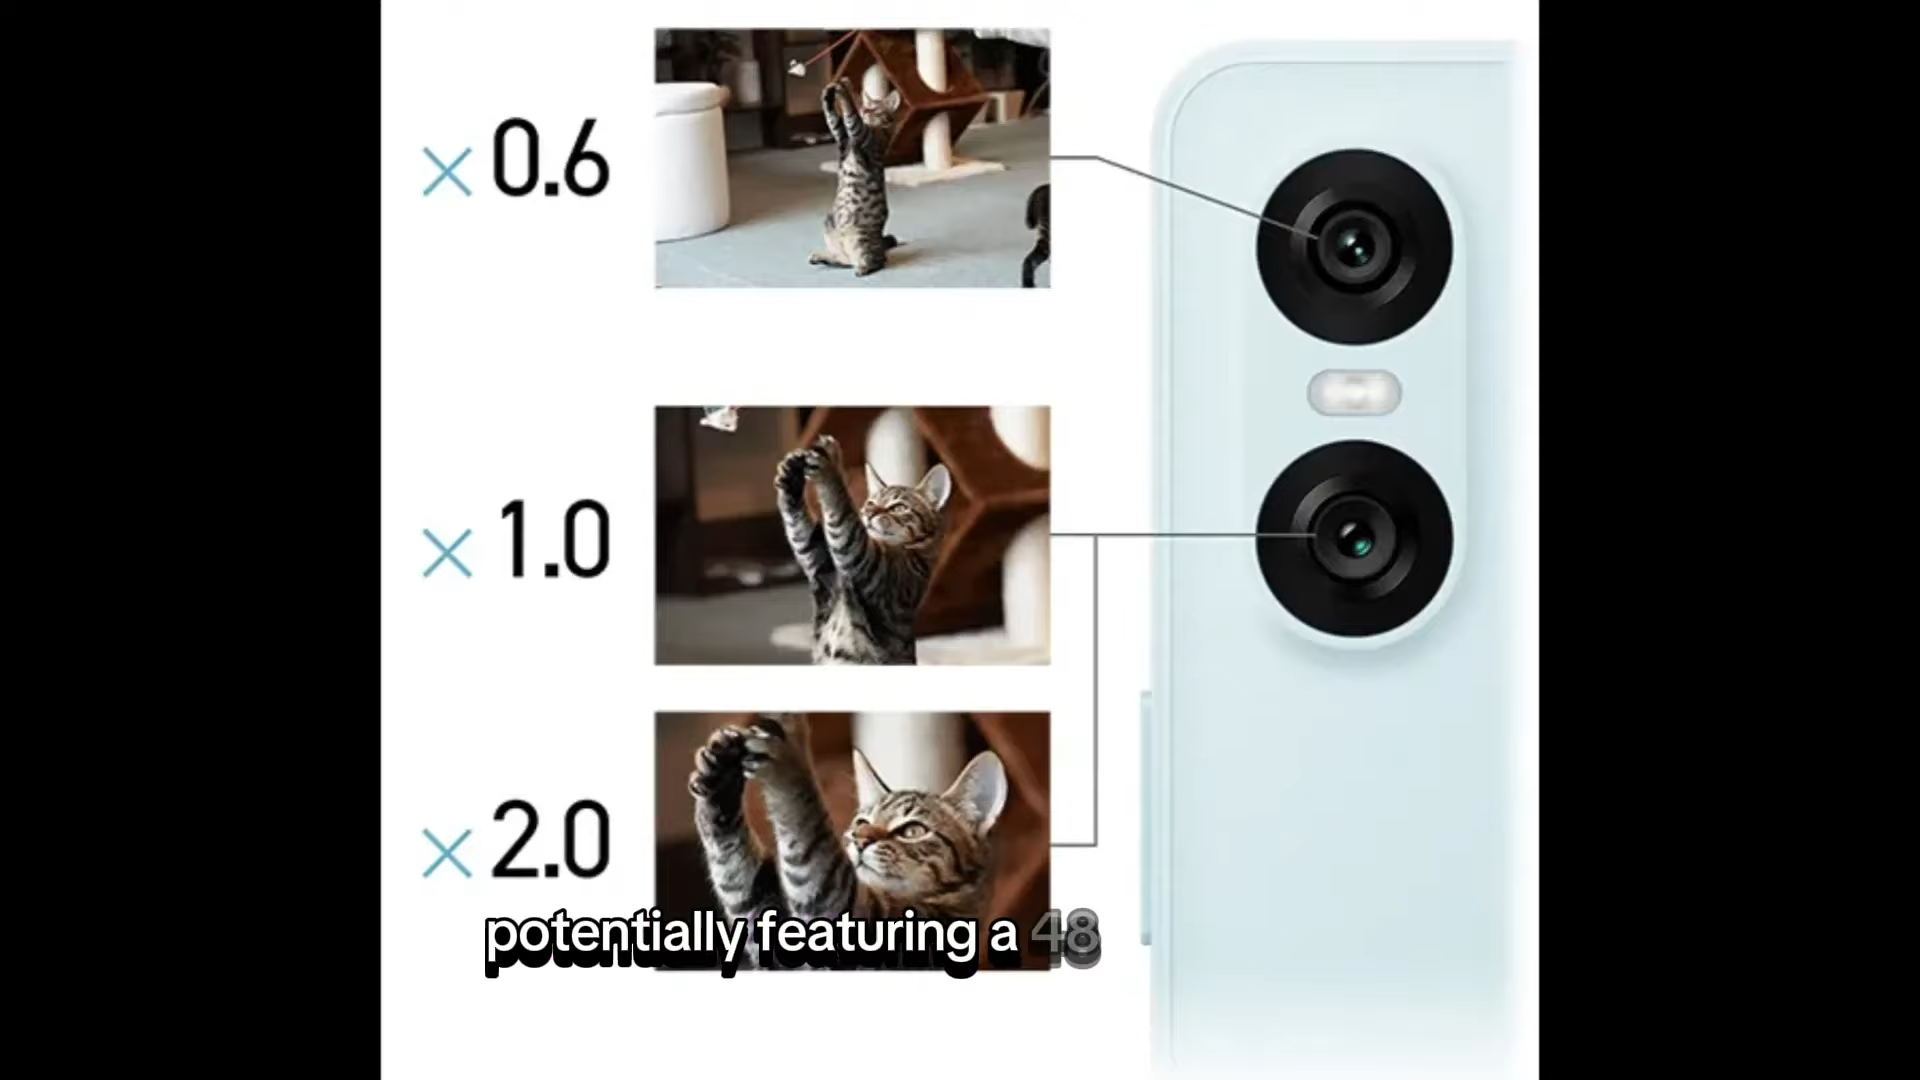 × 0.6
× 1.0
× 2.0
potentially featuring a 48